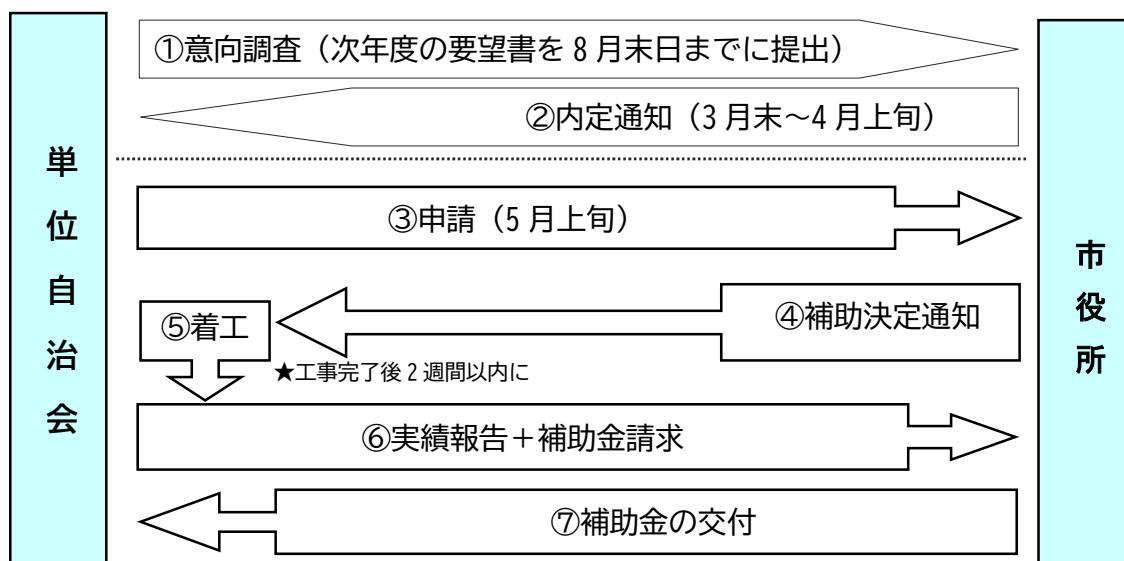 単位自治会
①意向調査（次年度の要望書を8月末日までに提出）
②内定通知（3月末～4月上旬）
③申請（5月上旬）
④補助決定通知
⑤着工
★工事完了後2週間以内に
⑥実績報告＋補助金請求
⑦補助金の交付
市役所